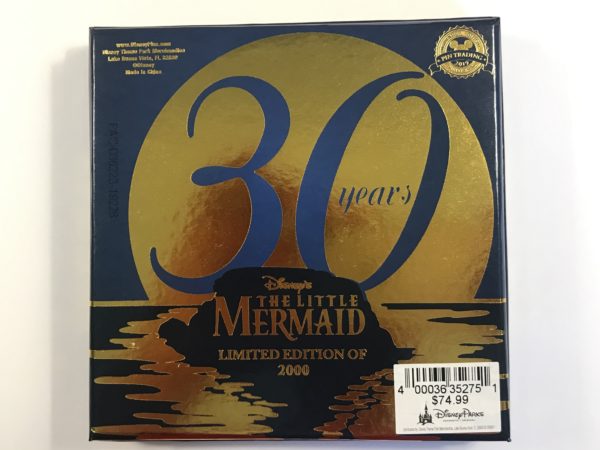 www.DisneyPins.com
Disney Theme Park Merchandise
Lake Buena Vista, FL 32830
©Disney
Made in China
PIN TRADING
2019
30
years
Disney's
THE LITTLE
MERMAID
LIMITED EDITION OF
2000
4 00036 35275 1
$74.99
Disney Parks